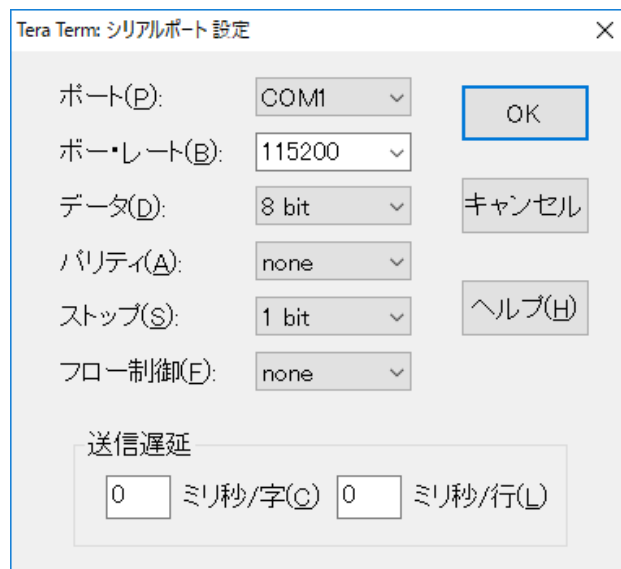 Tera Term: シリアルポート 設定
ポート(P): COM1
OK
ボー・レート(B): 115200
データ(D): 8 bit
キャンセル
パリティ(A): none
ストップ(S): 1 bit
ヘルプ(H)
フロー制御(F): none
送信遅延
0 ミリ秒/字(C) 0 ミリ秒/行(L)